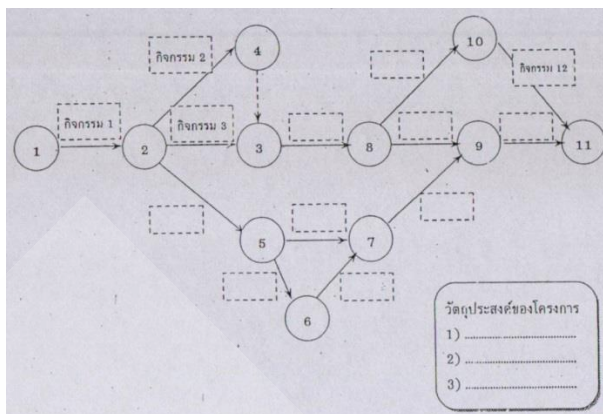 กิจกรรม 2
4
10
กิจกรรม 12
กิจกรรม 1
กิจกรรม 3
1
2
3
8
9
11
5
7
6
วัตถุประสงค์ของโครงการ
1) ....................................
2) ....................................
3) ....................................